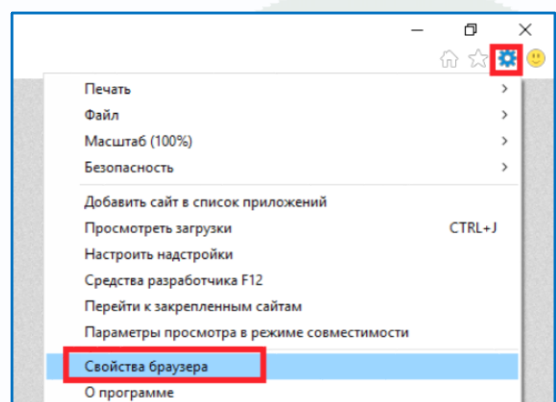 Печать
Файл
Масштаб (100%)
Безопасность
Добавить сайт в список приложений
Просмотреть загрузки CTRL+J
Настроить надстройки
Средства разработчика F12
Перейти к закрепленным сайтам
Параметры просмотра в режиме совместимости
Свойства браузера
О программе